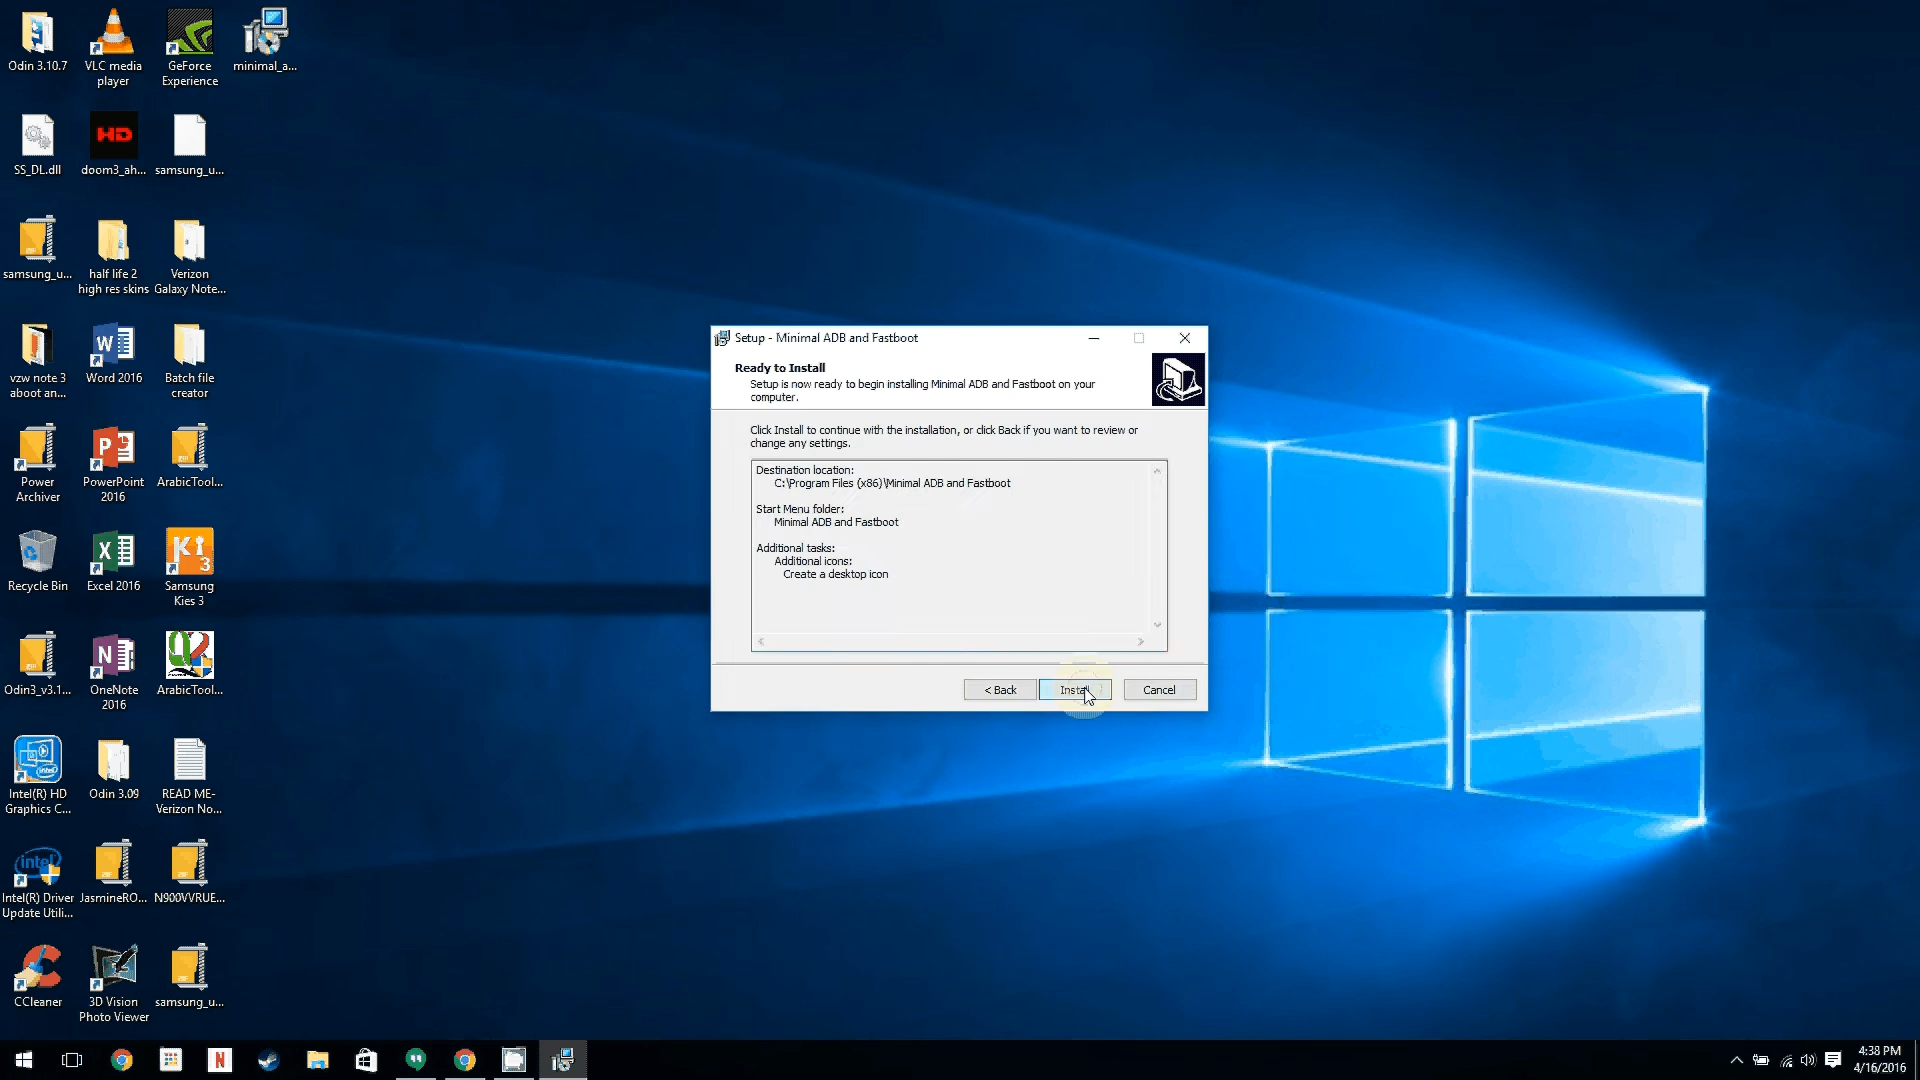 Odin 3.10.7
VLC media
player
GeForce
Experience
minimal_a...
SS_DL.dll
HD
doom3_ah...
samsung_u...
samsung_u...
half life 2
high res skins
Verizon
Galaxy Note...
vzw note 3
aboot an...
W
Word 2016
Batch file
creator
Power
Archiver
P
PowerPoint
2016
ArabicTool...
Recycle Bin
X
Excel 2016
Ki
3
Samsung
Kies 3
Odin3_v3.1...
N
OneNote
2016
ArabicTool...
intel
Intel(R) HD
Graphics C...
Odin 3.09
READ ME-
Verizon No...
intel
Intel(R) Driver
Update Utili...
JasmineRO...
N900VVRUE...
CCleaner
3D Vision
Photo Viewer
samsung_u...
Setup - Minimal ADB and Fastboot
Ready to Install
Setup is now ready to begin installing Minimal ADB and Fastboot on your
computer.
Click Install to continue with the installation, or click Back if you want to review or
change any settings.
Destination location:
C:\Program Files (x86)\Minimal ADB and Fastboot
Start Menu folder:
Minimal ADB and Fastboot
Additional tasks:
Additional icons:
Create a desktop icon
< Back
Install
Cancel
N
4:38 PM
4/16/2016